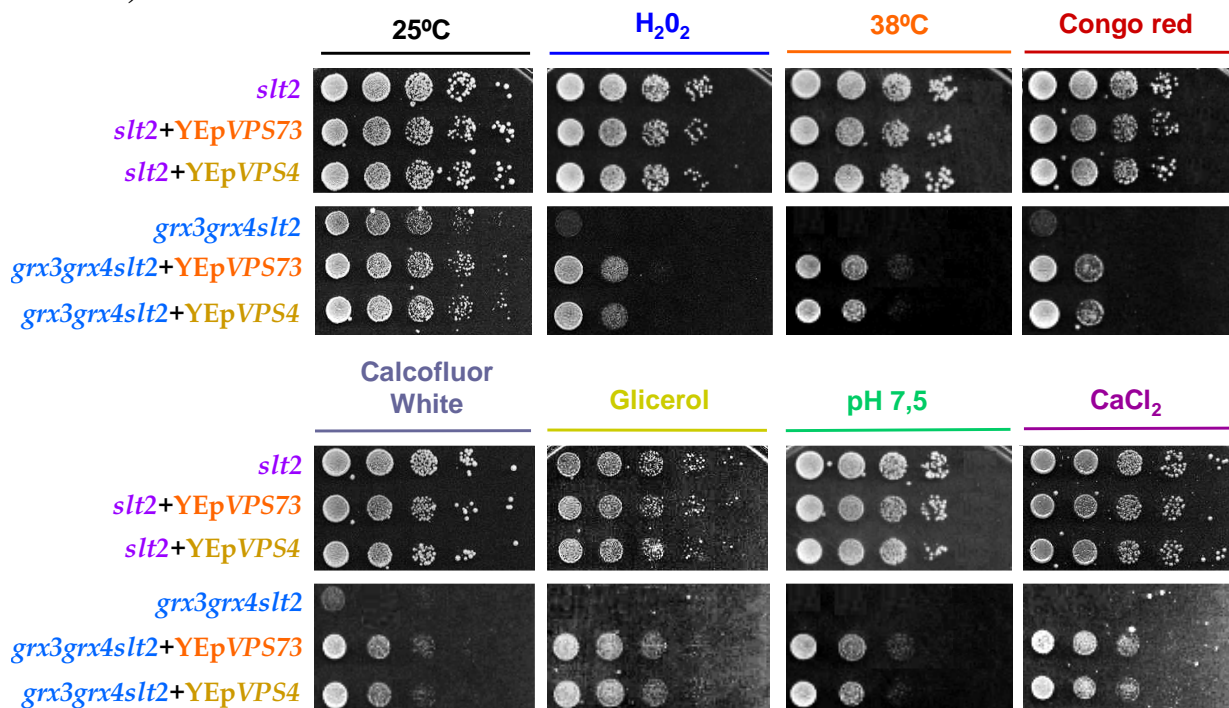 25ºC H₂0₂ 38ºC Congo red
slt2
slt2+YEpVPS73
slt2+YEpVPS4
grx3grx4slt2
grx3grx4slt2+YEpVPS73
grx3grx4slt2+YEpVPS4
Calcofluor
White Glicerol pH 7,5 CaCl₂
slt2
slt2+YEpVPS73
slt2+YEpVPS4
grx3grx4slt2
grx3grx4slt2+YEpVPS73
grx3grx4slt2+YEpVPS4